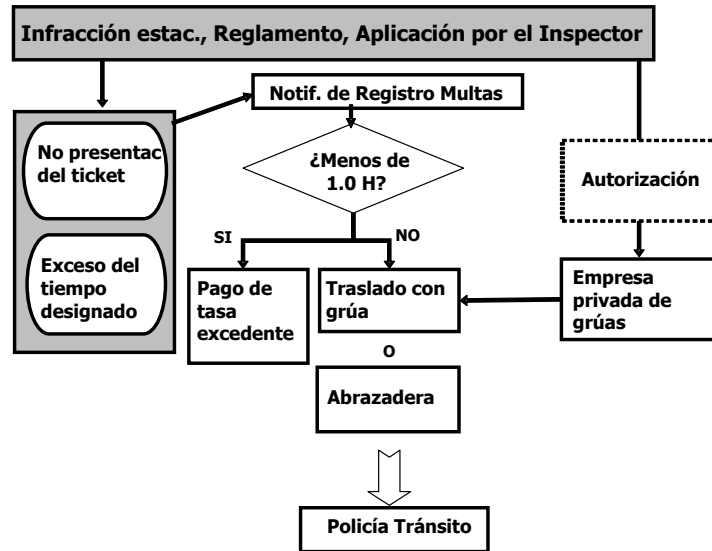 Infracción estac., Reglamento, Aplicación por el Inspector
Notif. de Registro Multas
No presentac
del ticket
¿Menos de
1.0 H?
Autorización
SI
NO
Exceso del
tiempo
designado
Pago de
tasa
excedente
Traslado con
grúa
Empresa
privada de
grúas
O
Abrazadera
Policía Tránsito